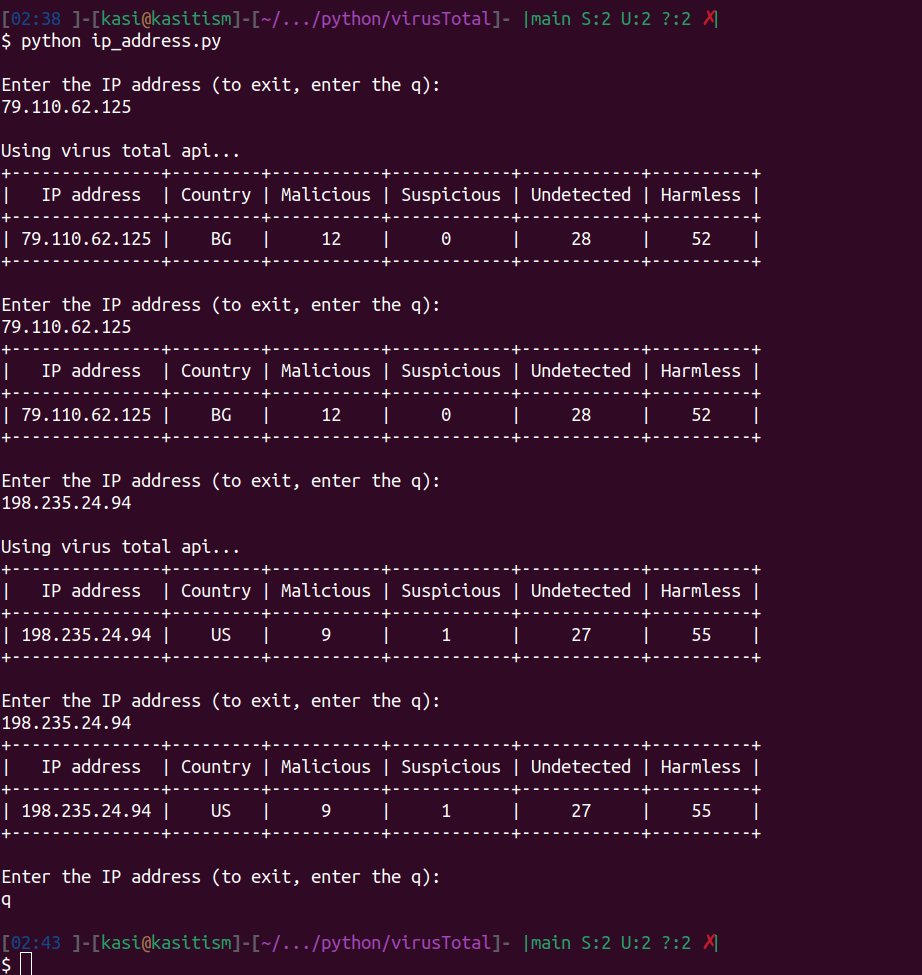 [02:38 ]-[kasi@kasitism]-[~/.../python/virusTotal]- |main S:2 U:2 ?:2 ✗|
$ python ip_address.py
Enter the IP address (to exit, enter the q):
79.110.62.125
Using virus total api...
+---------------+---------+-----------+------------+------------+----------+
|   IP address  | Country | Malicious | Suspicious | Undetected | Harmless |
+---------------+---------+-----------+------------+------------+----------+
| 79.110.62.125 |    BG   |     12    |     0      |     28     |    52    |
+---------------+---------+-----------+------------+------------+----------+
Enter the IP address (to exit, enter the q):
79.110.62.125
+---------------+---------+-----------+------------+------------+----------+
|   IP address  | Country | Malicious | Suspicious | Undetected | Harmless |
+---------------+---------+-----------+------------+------------+----------+
| 79.110.62.125 |    BG   |     12    |     0      |     28     |    52    |
+---------------+---------+-----------+------------+------------+----------+
Enter the IP address (to exit, enter the q):
198.235.24.94
Using virus total api...
+---------------+---------+-----------+------------+------------+----------+
|   IP address  | Country | Malicious | Suspicious | Undetected | Harmless |
+---------------+---------+-----------+------------+------------+----------+
| 198.235.24.94 |    US   |     9     |     1      |     27     |    55    |
+---------------+---------+-----------+------------+------------+----------+
Enter the IP address (to exit, enter the q):
198.235.24.94
+---------------+---------+-----------+------------+------------+----------+
|   IP address  | Country | Malicious | Suspicious | Undetected | Harmless |
+---------------+---------+-----------+------------+------------+----------+
| 198.235.24.94 |    US   |     9     |     1      |     27     |    55    |
+---------------+---------+-----------+------------+------------+----------+
Enter the IP address (to exit, enter the q):
q
[02:43 ]-[kasi@kasitism]-[~/.../python/virusTotal]- |main S:2 U:2 ?:2 ✗|
$